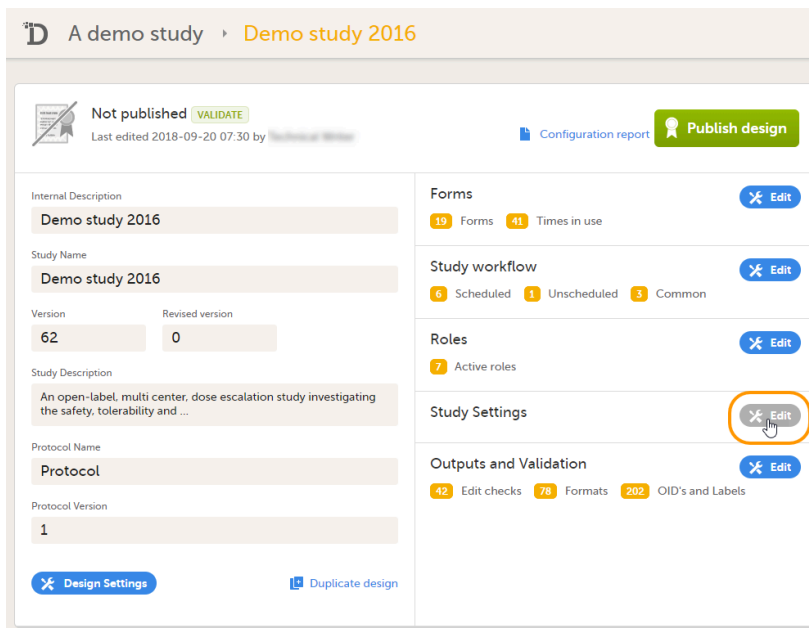 A demo study › Demo study 2016
Not published VALIDATE
Last edited 2018-09-20 07:30 by
Configuration report
Publish design
Internal Description
Demo study 2016
Study Name
Demo study 2016
Version Revised version
62 0
Study Description
An open-label, multi center, dose escalation study investigating
the safety, tolerability and ...
Protocol Name
Protocol
Protocol Version
1
Design Settings Duplicate design
Forms Edit
19 Forms 41 Times in use
Study workflow Edit
6 Scheduled 1 Unscheduled 3 Common
Roles Edit
7 Active roles
Study Settings Edit
Outputs and Validation Edit
42 Edit checks 78 Formats 202 OID's and Labels